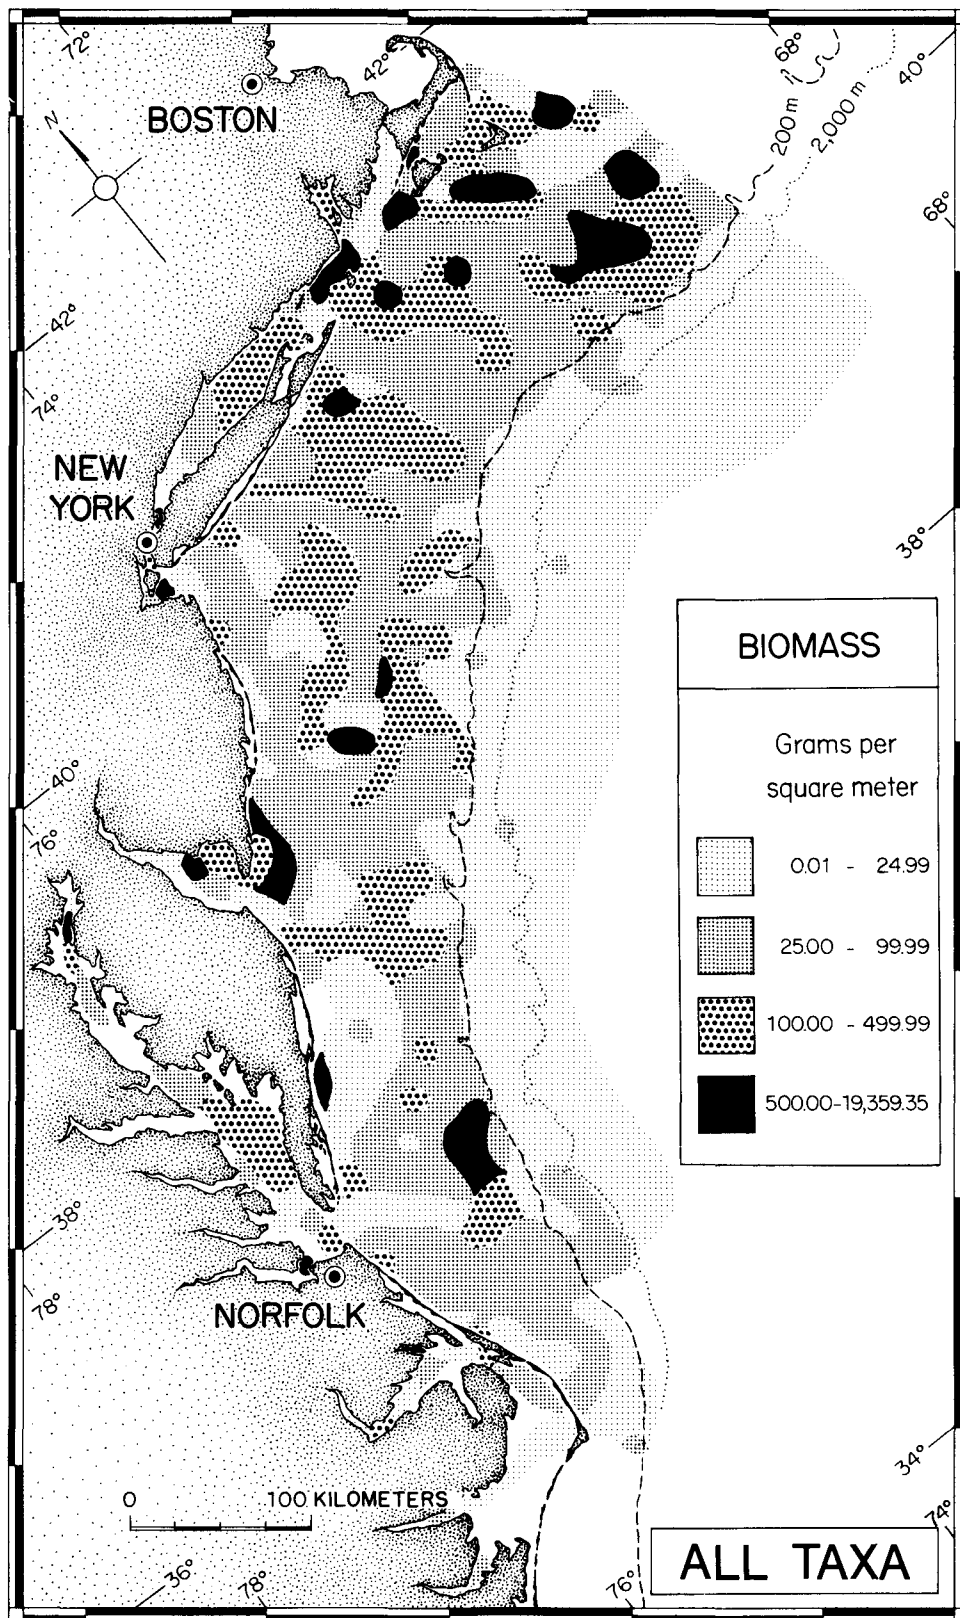 72°
42°
68°
40°
BOSTON
200 m
2,000 m
N
68°
42°
74°
NEW
YORK
38°
BIOMASS
Grams per
square meter
40°
76°
0.01 - 24.99
25.00 - 99.99
100.00 - 499.99
500.00-19,359.35
38°
78°
NORFOLK
34°
0 100 KILOMETERS
74°
ALL TAXA
36°
78°
76°